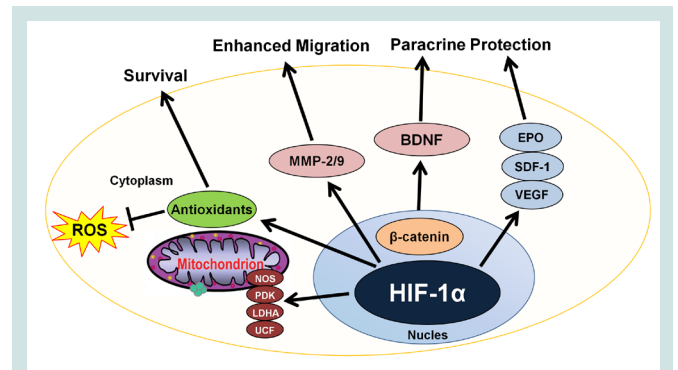 Enhanced Migration
Paracrine Protection
Survival
BDNF
EPO
MMP-2/9
SDF-1
Cytoplasm
VEGF
Antioxidants
ROS
β-catenin
Mitochondrion
NOS
HIF-1α
PDK
LDHA
UCF
Nucles